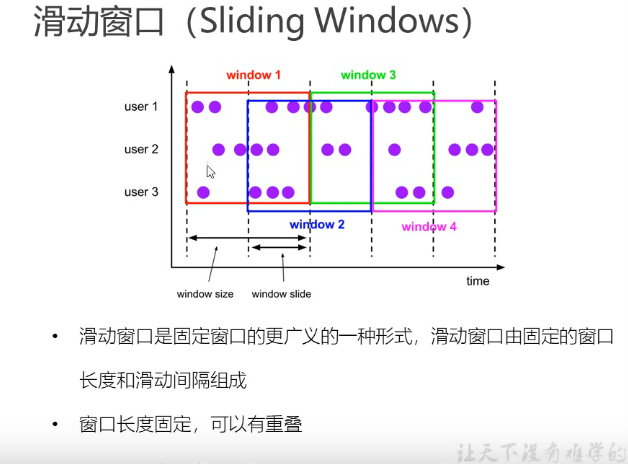 滑动窗口（Sliding Windows）
window 1
window 3
user 1
user 2
user 3
window 2
window 4
time
window size
window slide
• 滑动窗口是固定窗口的更广义的一种形式，滑动窗口由固定的窗口
长度和滑动间隔组成
• 窗口长度固定，可以有重叠
让天下没有难学的